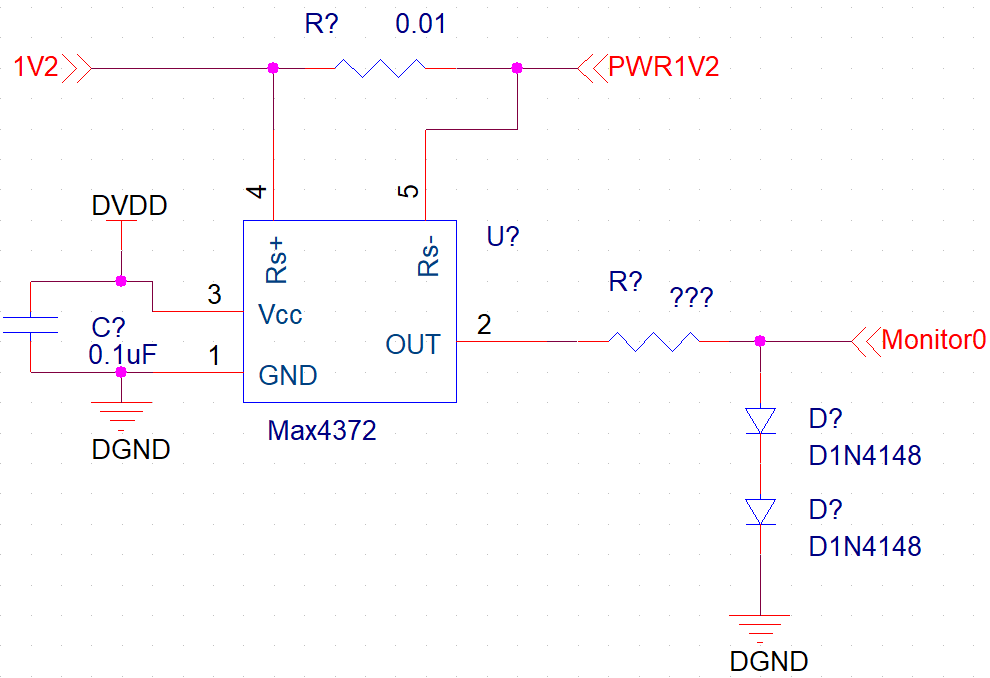 R? 0.01
1V2
PWR1V2
4
5
DVDD
U?
Rs+
Rs-
R? ???
3
Vcc
C?
0.1uF
OUT
2
Monitor0
1
GND
DGND
Max4372
D?
D1N4148
D?
D1N4148
DGND